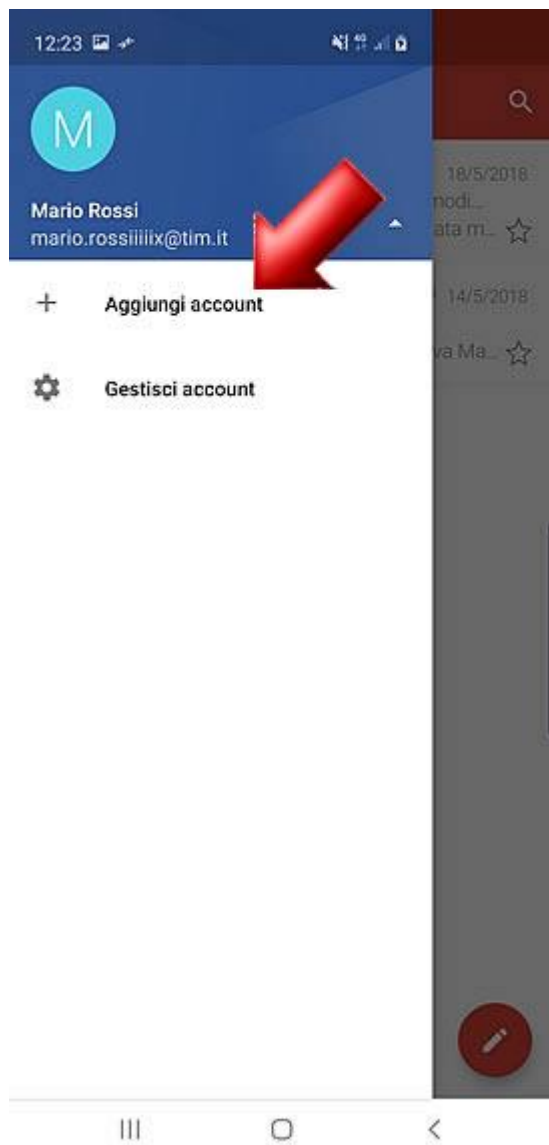 12:23
M
Mario Rossi
mario.rossiiiiix@tim.it
18/5/2018
nodi...
ata m...
Aggiungi account
14/5/2018
va Ma...
Gestisci account